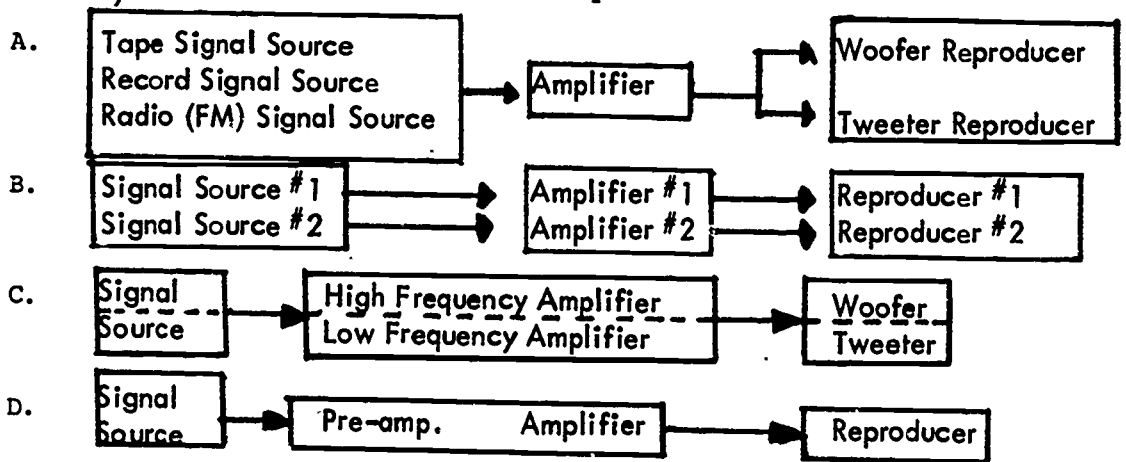 A.
Tape Signal Source
Record Signal Source
Radio (FM) Signal Source
Amplifier
Woofer Reproducer
Tweeter Reproducer
B.
Signal Source #1
Signal Source #2
Amplifier #1
Amplifier #2
Reproducer #1
Reproducer #2
C.
Signal
Source
High Frequency Amplifier
Low Frequency Amplifier
Woofer
Tweeter
D.
Signal
Source
Pre-amp. Amplifier
Reproducer